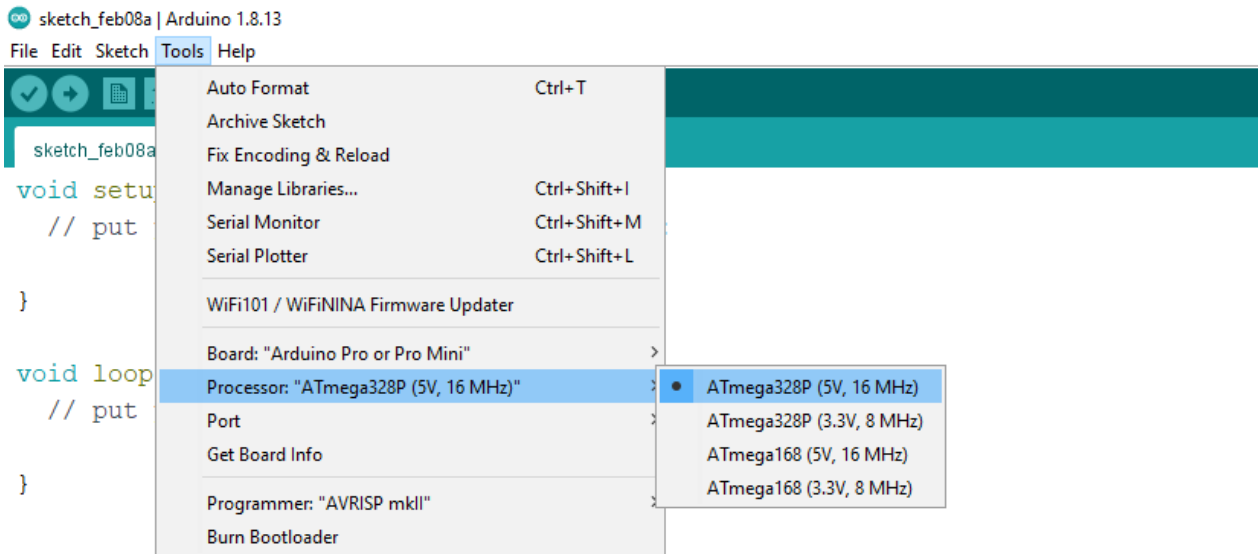 sketch_feb08a | Arduino 1.8.13
File Edit Sketch Tools Help
Auto Format Ctrl+T
Archive Sketch
sketch_feb08a
Fix Encoding & Reload
void setu
Manage Libraries... Ctrl+Shift+I
// put
Serial Monitor Ctrl+Shift+M
Serial Plotter Ctrl+Shift+L
}
WiFi101 / WiFiNINA Firmware Updater
Board: "Arduino Pro or Pro Mini"
void loop
Processor: "ATmega328P (5V, 16 MHz)"
ATmega328P (5V, 16 MHz)
// put
Port
ATmega328P (3.3V, 8 MHz)
Get Board Info
ATmega168 (5V, 16 MHz)
}
ATmega168 (3.3V, 8 MHz)
Programmer: "AVRISP mkII"
Burn Bootloader